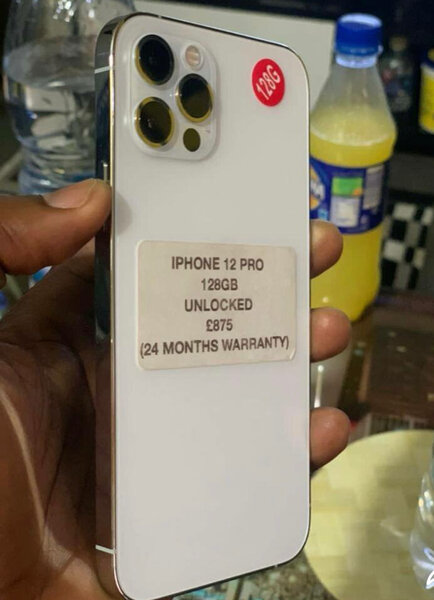 128G
IPHONE 12 PRO
128GB
UNLOCKED
£875
(24 MONTHS WARRANTY)